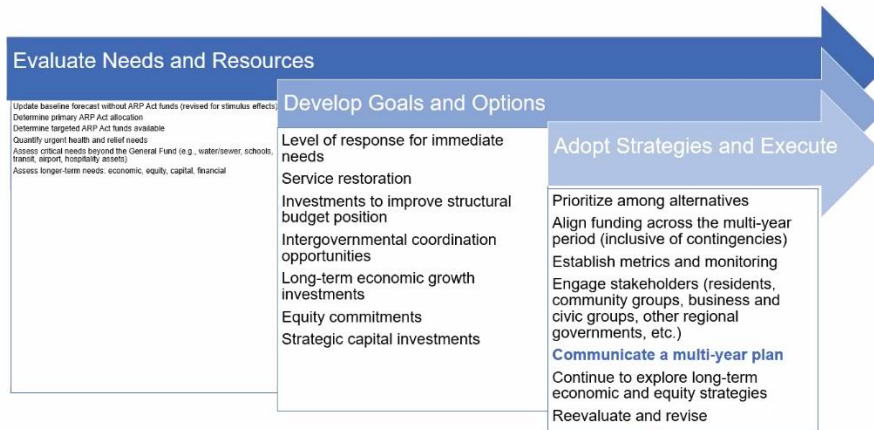 Evaluate Needs and Resources
Update baseline forecast without ARP Act funds (revised for stimulus effects)
Determine primary ARP Act allocation
Determine targeted ARP Act funds available
Quantify urgent health and relief needs
Assess critical needs beyond the General Fund (e.g., water/sewer, schools,
transit, airport, hospitality assets)
Assess longer-term needs: economic, equity, capital, financial
Develop Goals and Options
Level of response for immediate
needs
Service restoration
Investments to improve structural
budget position
Intergovernmental coordination
opportunities
Long-term economic growth
investments
Equity commitments
Strategic capital investments
Adopt Strategies and Execute
Prioritize among alternatives
Align funding across the multi-year
period (inclusive of contingencies)
Establish metrics and monitoring
Engage stakeholders (residents,
community groups, business and
civic groups, other regional
governments, etc.)
Communicate a multi-year plan
Continue to explore long-term
economic and equity strategies
Reevaluate and revise